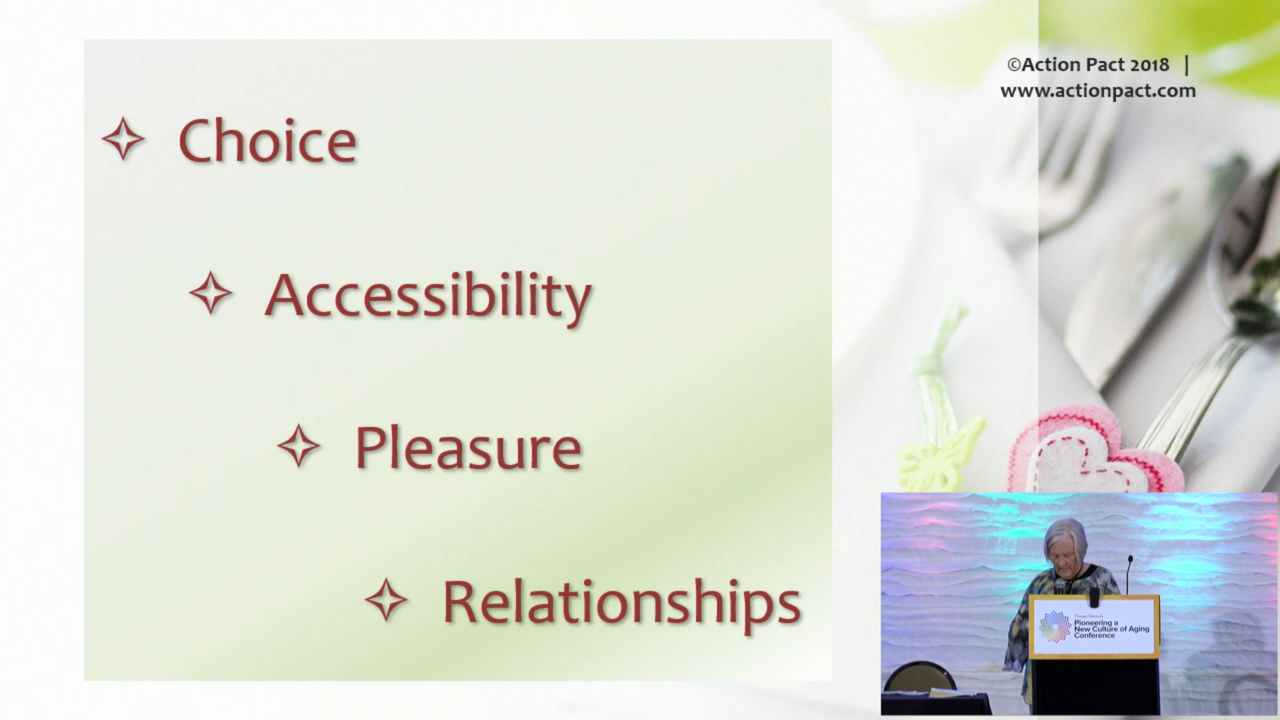 ©Action Pact 2018 |
www.actionpact.com
Choice
Accessibility
Pleasure
Relationships
Pioneering a
New Culture of Aging
Conference